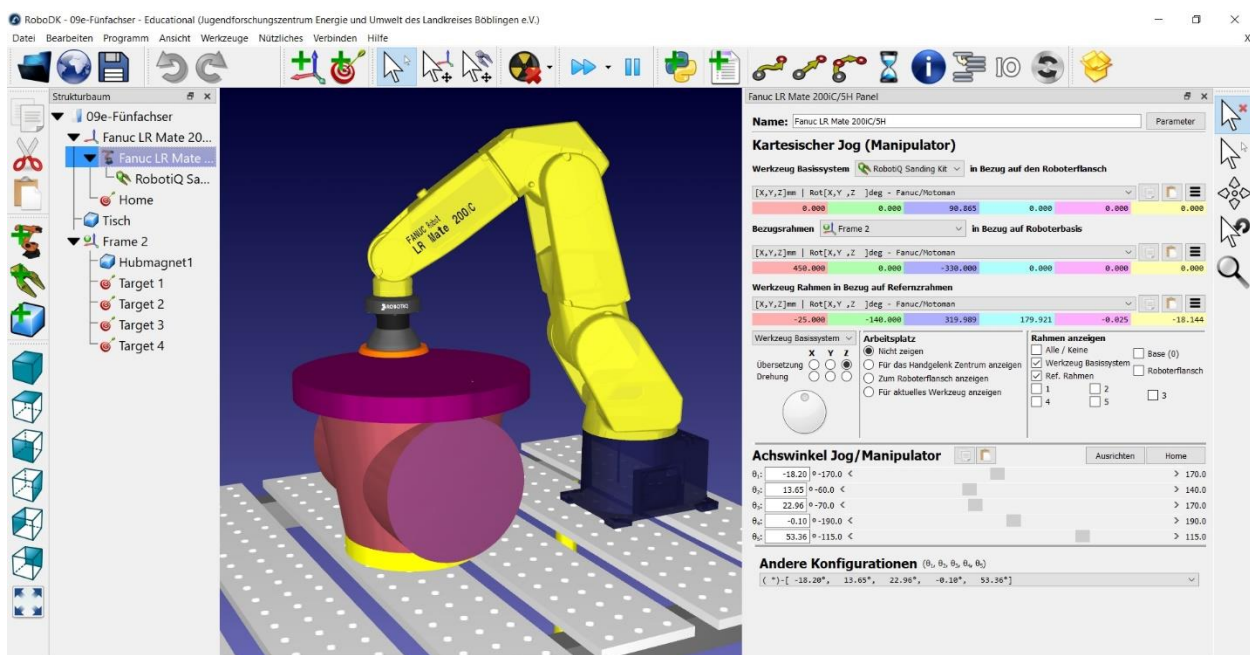 RoboDK - 09e-Fünfachser - Educational (Jugendforschungszentrum Energie und Umwelt des Landkreises Böblingen e.V.)
Datei Bearbeiten Programm Ansicht Werkzeuge Nützliches Verbinden Hilfe
Strukturbaum
09e-Fünfachser
Fanuc LR Mate 20...
Fanuc LR Mate ...
RobotiQ Sa...
Home
Tisch
Frame 2
Hubmagnet1
Target 1
Target 2
Target 3
Target 4
FANUC Robot
LR Mate 200iC
ROBOTIQ
IO
Fanuc LR Mate 200iC/5H Panel
Name: Fanuc LR Mate 200iC/5H Parameter
Kartesischer Jog (Manipulator)
Werkzeug Basissystem RobotiQ Sanding Kit in Bezug auf den Roboterflansch
[X,Y,Z]mm | Rot[X,Y ,Z ]deg - Fanuc/Motoman
0.000 0.000 90.865 0.000 0.000 0.000
Bezugsrahmen Frame 2 in Bezug auf Roboterbasis
[X,Y,Z]mm | Rot[X,Y ,Z ]deg - Fanuc/Motoman
450.000 0.000 -330.000 0.000 0.000 0.000
Werkzeug Rahmen in Bezug auf Refernzrahmen
[X,Y,Z]mm | Rot[X,Y ,Z ]deg - Fanuc/Motoman
-25.000 -140.000 319.989 179.921 -0.025 -18.144
Werkzeug Basissystem
X Y Z
Übersetzung
Drehung
Arbeitsplatz
Nicht zeigen
Für das Handgelenk Zentrum anzeigen
Zum Roboterflansch anzeigen
Für aktuelles Werkzeug anzeigen
Rahmen anzeigen
Alle / Keine Base (0)
Werkzeug Basissystem Roboterflansch
Ref. Rahmen
1 2 3
4 5
Achswinkel Jog/Manipulator Ausrichten Home
θ₁: -18.20 º -170.0 < > 170.0
θ₂: 13.65 º -60.0 < > 140.0
θ₃: 22.96 º -70.0 < > 170.0
θ₄: -0.10 º -190.0 < > 190.0
θ₅: 53.36 º -115.0 < > 115.0
Andere Konfigurationen (θ₁, θ₂, θ₃, θ₄, θ₅)
( *)-[ -18.20°, 13.65°, 22.96°, -0.10°, 53.36°]